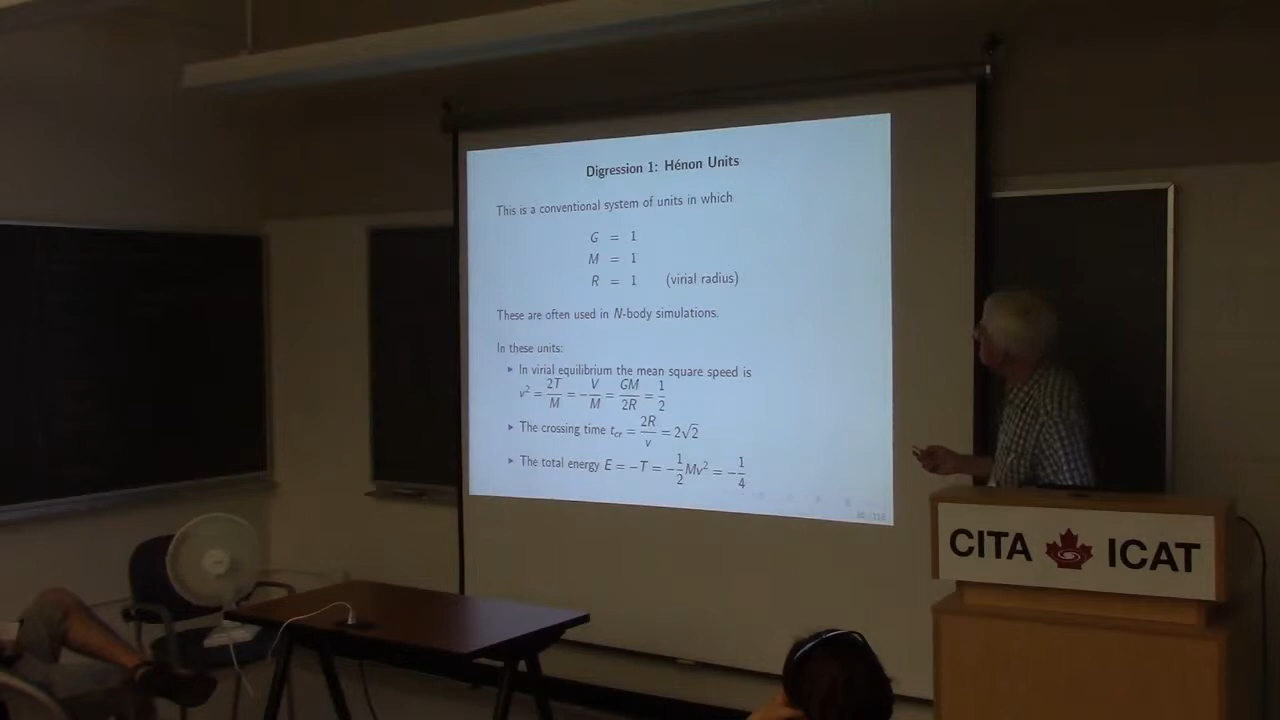 Digression 1: Hénon Units
This is a conventional system of units in which
G = 1
M = 1
R = 1 (virial radius)
These are often used in N-body simulations.
In these units:
▸ In virial equilibrium the mean square speed is
v² = 2T/M = −V/M = GM/2R = 1/2
▸ The crossing time t_cr = 2R/v = 2√2
▸ The total energy E = −T = −1/2 Mv² = −1/4
CITA ICAT